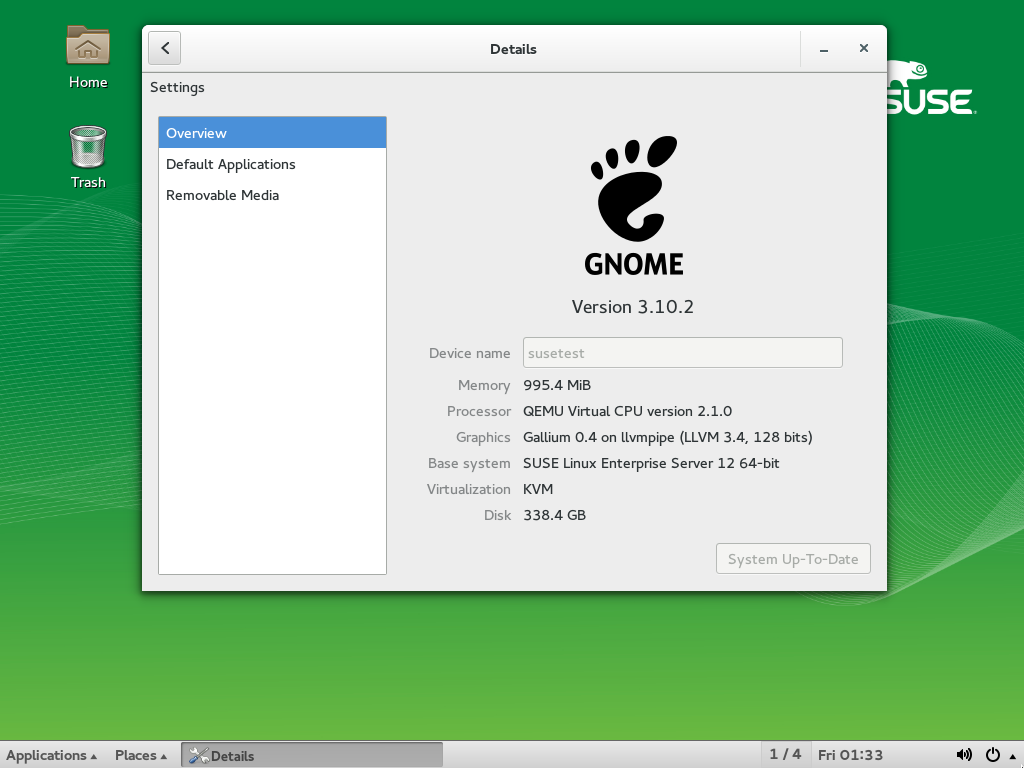 Home
Trash
Details
SUSE
Settings
Overview
Default Applications
Removable Media
GNOME
Version 3.10.2
Device name susetest
Memory 995.4 MiB
Processor QEMU Virtual CPU version 2.1.0
Graphics Gallium 0.4 on llvmpipe (LLVM 3.4, 128 bits)
Base system SUSE Linux Enterprise Server 12 64-bit
Virtualization KVM
Disk 338.4 GB
System Up-To-Date
Applications Places Details 1 / 4 Fri 01:33